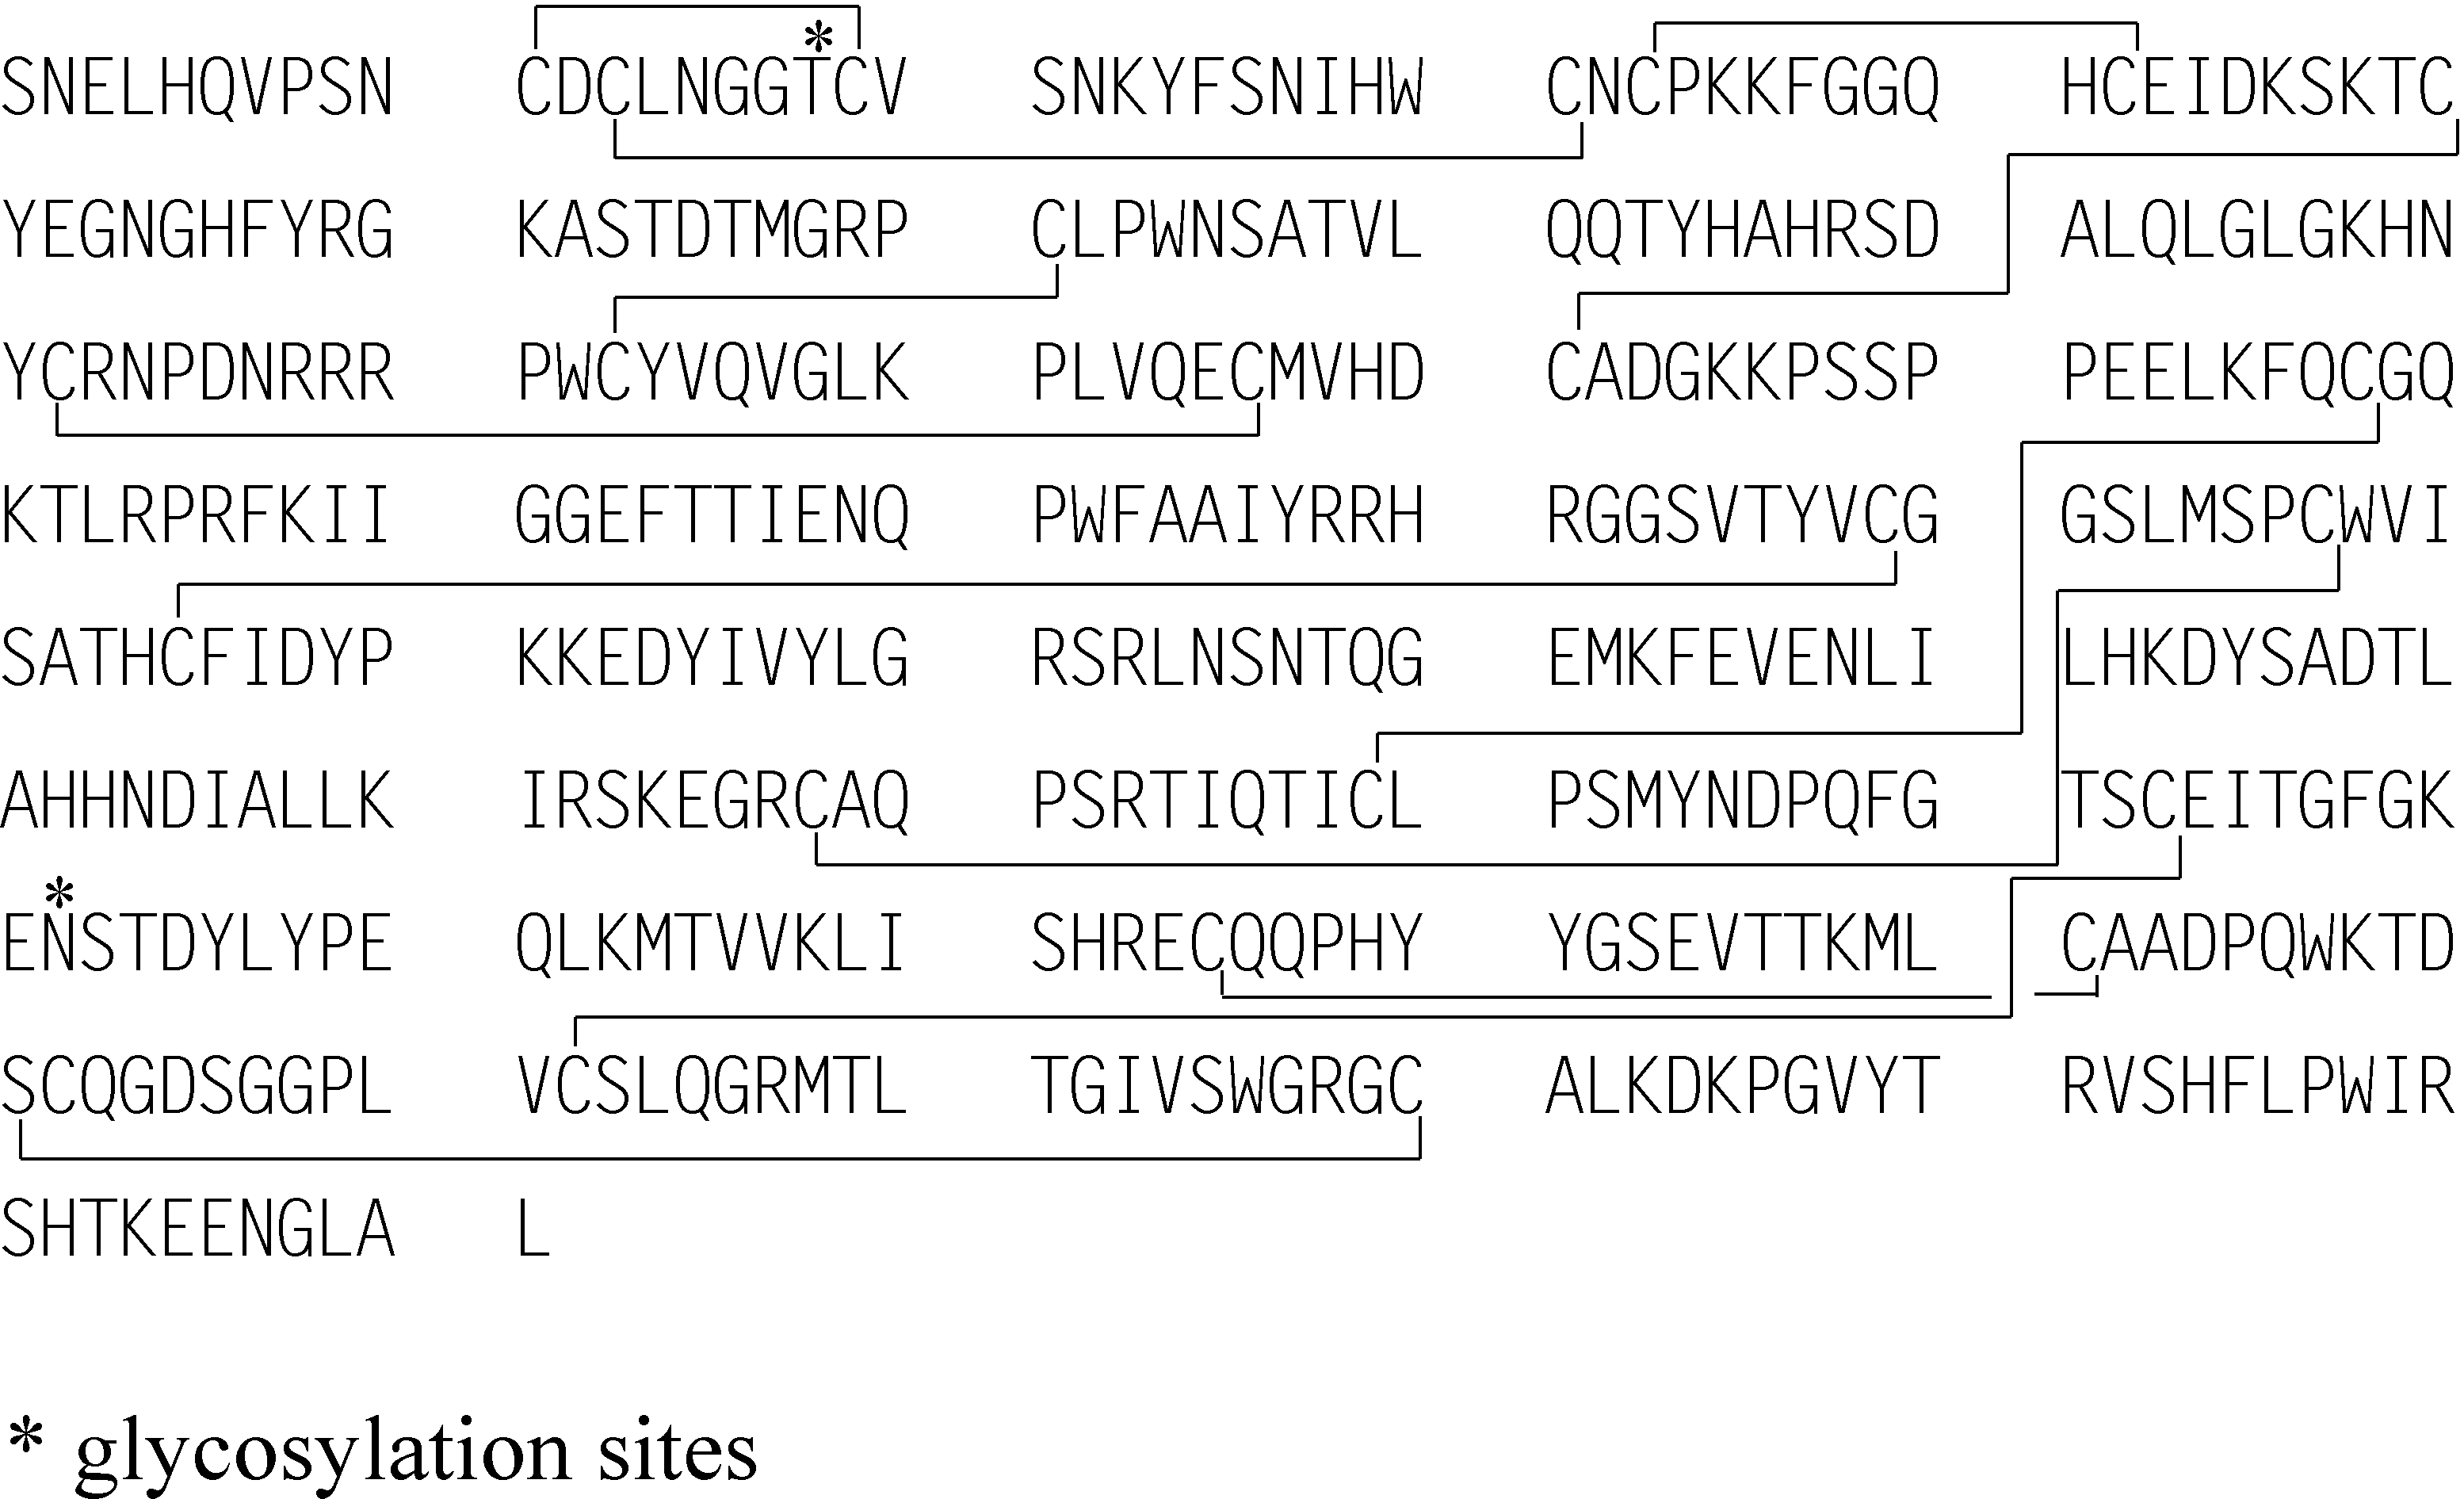 *
SNELHQVPSN CDCLNGGTCV SNKYFSNIHW CNCPKKFGGQ HCEIDKSKTC
YEGNGHFYRG KASTDTMGRP CLPWNSATVL QQTYHAHRSD ALQLGLGKHN
YCRNPDNRRR PWCYVQVGLK PLVQECMVHD CADGKKPSSP PEELKFQCGQ
KTLRPRFKII GGEFTTIENQ PWFAAIYRRH RGGSVTYVCG GSLMSPCWVI
SATHCFIDYP KKEDYIVYLG RSRLNSNTQG EMKFEVENLI LHKDYSADTL
AHHNDIALLK IRSKEGRCAQ PSRTIQTICL PSMYNDPQFG TSCEITGFGK
*
ENSTDYLYPE QLKMTVVKLI SHRECQQPHY YGSEVTTKML CAADPQWKTD
SCQGDSGGPL VCSLQGRMTL TGIVSWGRGC ALKDKPGVYT RVSHFLPWIR
SHTKEENGLA L
* glycosylation sites